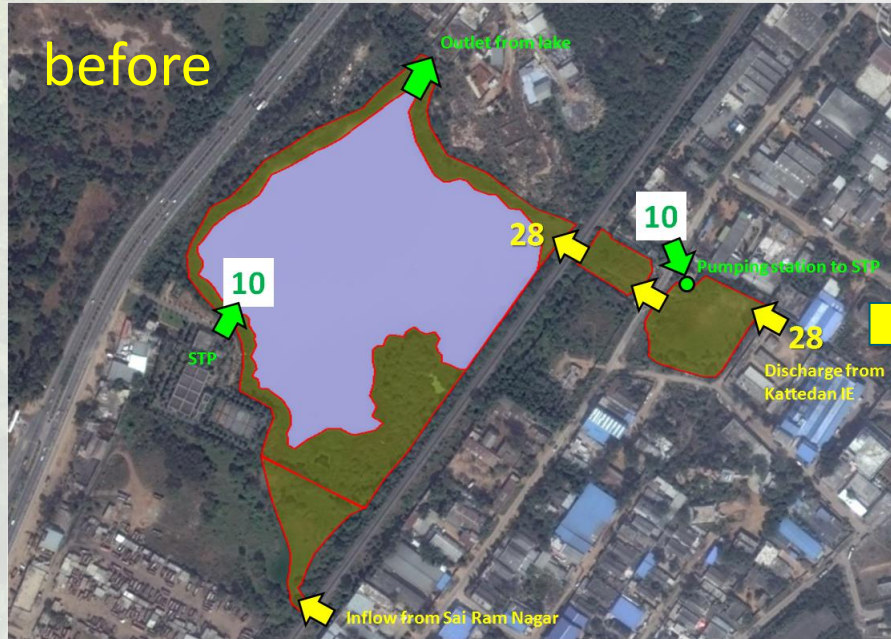 before
Outlet from lake
10
28
Pumping station to STP
10
STP
28
Discharge from
Kattedan IE
Inflow from Sai Ram Nagar